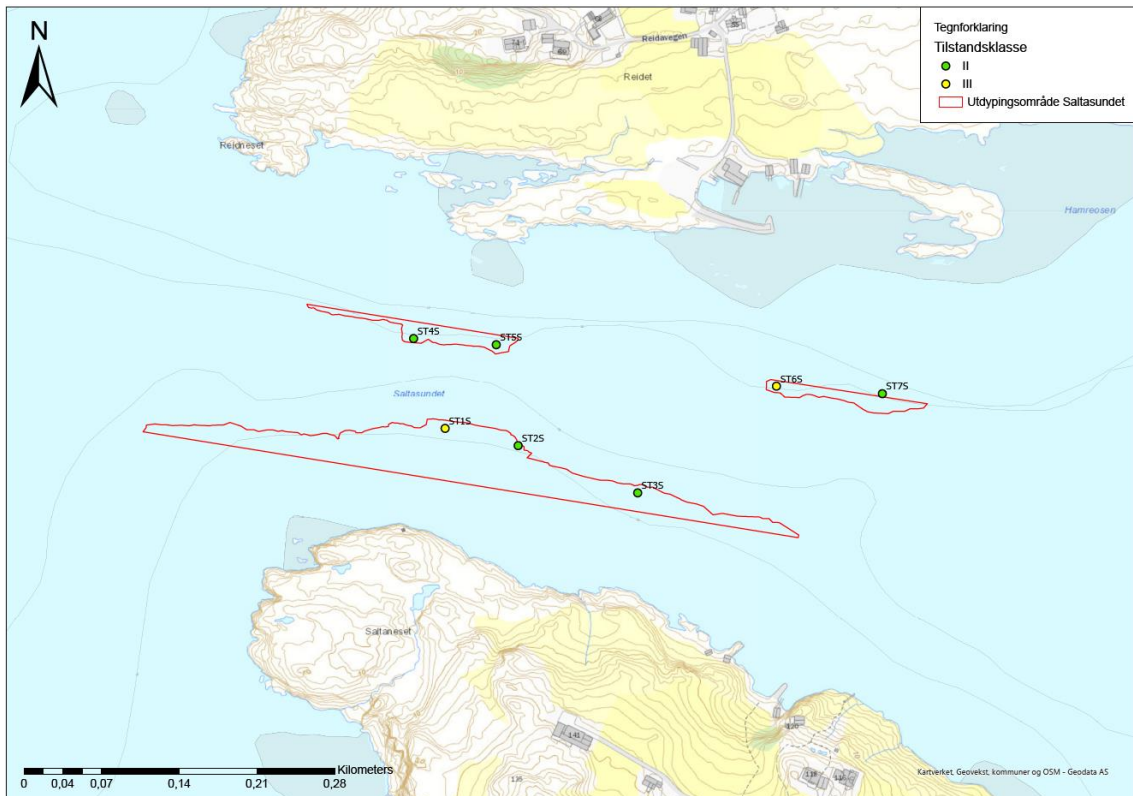 N
Tegnforklaring
Tilstandsklasse
II
III
Utdypingsområde Saltasundet
Reidavegen
Reidet
Reidneset
Hamreosen
ST4S
ST5S
ST6S
ST7S
Saltasundet
ST1S
ST2S
ST3S
Saltaneset
141
Kilometers
0 0,04 0,07 0,14 0,21 0,28
Kartverket, Geovekst, kommuner og OSM - Geodata AS